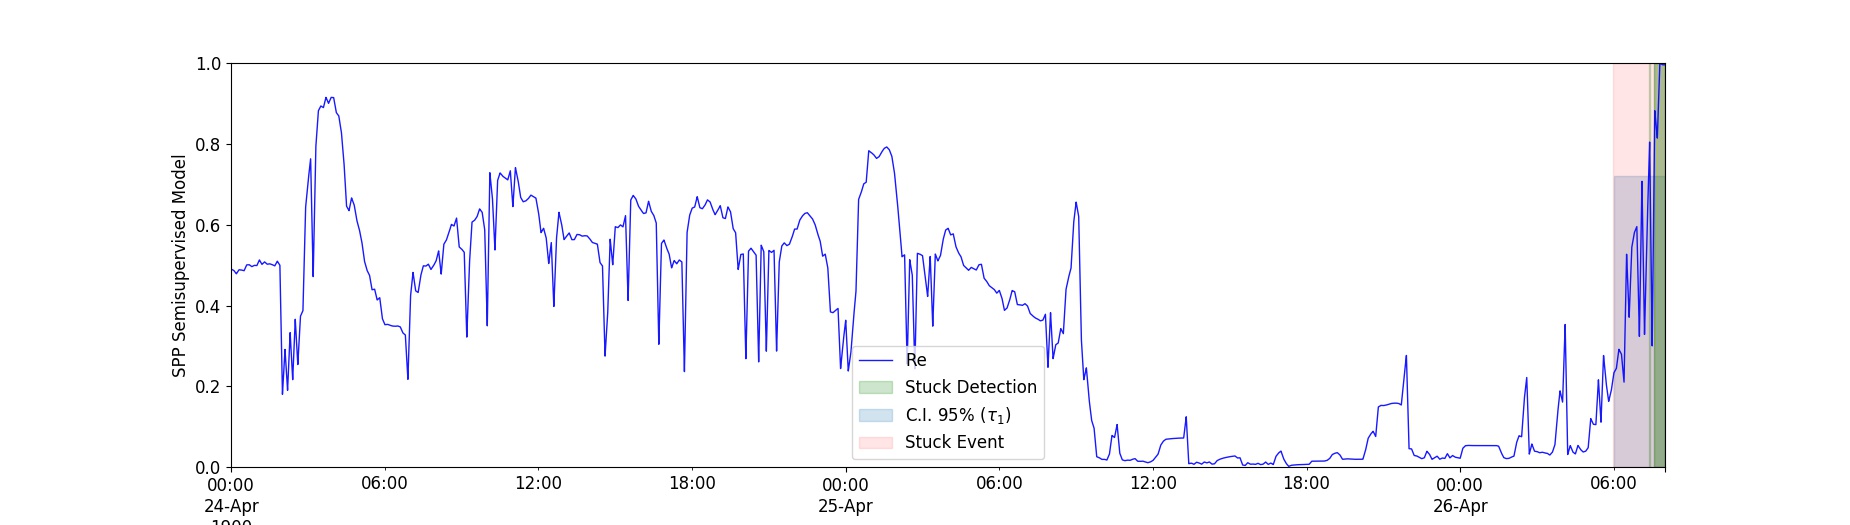 SPP Semisupervised Model
1.0
0.8
0.6
0.4
0.2
0.0
Re
Stuck Detection
C.I. 95% (τ₁)
Stuck Event
00:00 06:00 12:00 18:00 00:00 06:00 12:00 18:00 00:00 06:00
24-Apr 25-Apr 26-Apr
1900